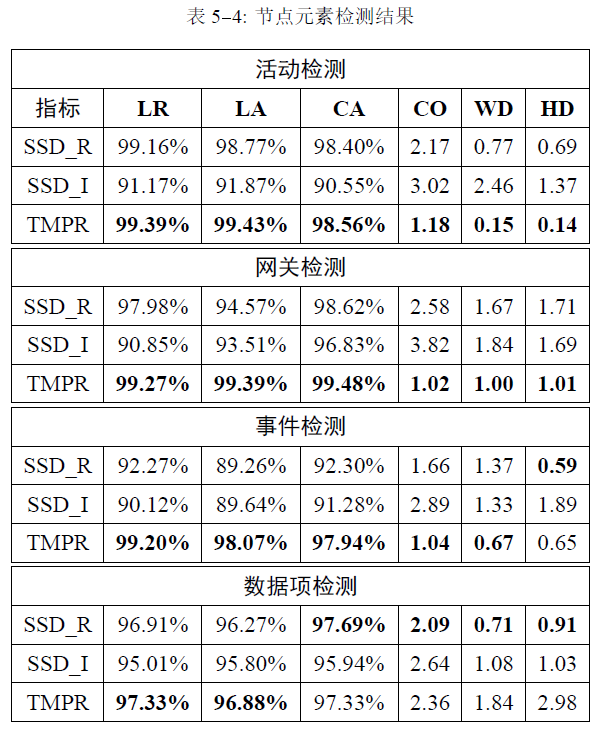 表 5–4: 节点元素检测结果
活动检测
指标 LR LA CA CO WD HD
SSD_R 99.16% 98.77% 98.40% 2.17 0.77 0.69
SSD_I 91.17% 91.87% 90.55% 3.02 2.46 1.37
TMPR 99.39% 99.43% 98.56% 1.18 0.15 0.14
网关检测
SSD_R 97.98% 94.57% 98.62% 2.58 1.67 1.71
SSD_I 90.85% 93.51% 96.83% 3.82 1.84 1.69
TMPR 99.27% 99.39% 99.48% 1.02 1.00 1.01
事件检测
SSD_R 92.27% 89.26% 92.30% 1.66 1.37 0.59
SSD_I 90.12% 89.64% 91.28% 2.89 1.33 1.89
TMPR 99.20% 98.07% 97.94% 1.04 0.67 0.65
数据项检测
SSD_R 96.91% 96.27% 97.69% 2.09 0.71 0.91
SSD_I 95.01% 95.80% 95.94% 2.64 1.08 1.03
TMPR 97.33% 96.88% 97.33% 2.36 1.84 2.98